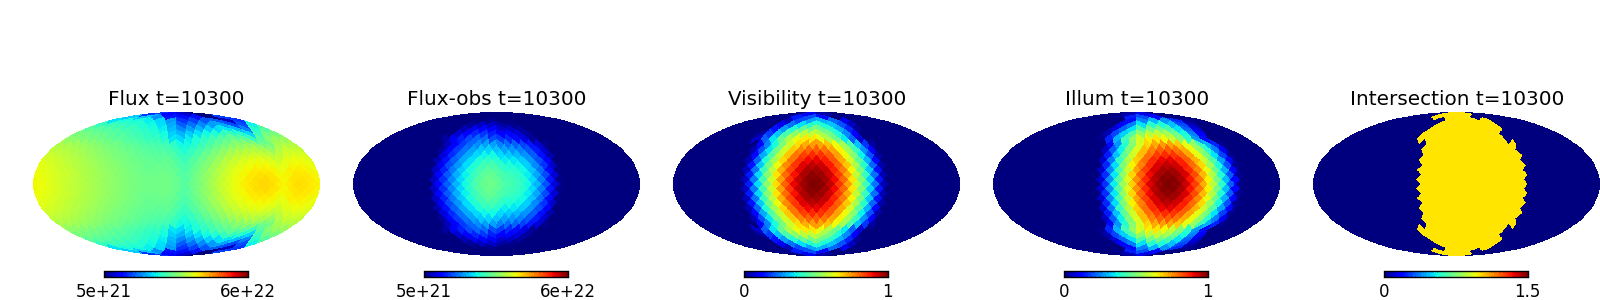 Flux t=10300
Flux-obs t=10300
Visibility t=10300
Illum t=10300
Intersection t=10300
5e+21 6e+22
5e+21 6e+22
0 1
0 1
0 1.5